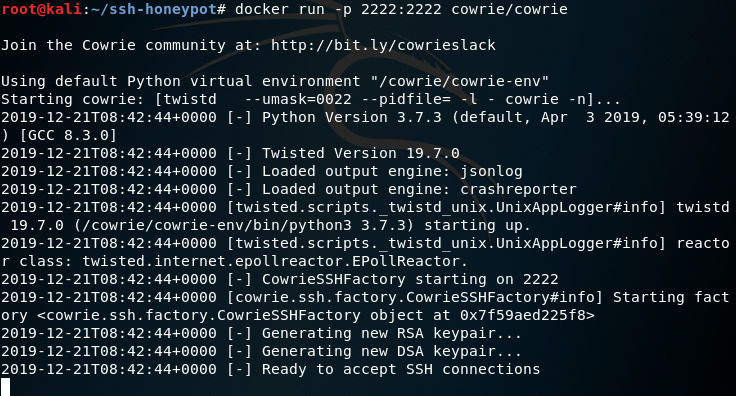 root@kali:~/ssh-honeypot# docker run -p 2222:2222 cowrie/cowrie
Join the Cowrie community at: http://bit.ly/cowrieslack
Using default Python virtual environment "/cowrie/cowrie-env"
Starting cowrie: [twistd   --umask=0022 --pidfile= -l - cowrie -n]...
2019-12-21T08:42:44+0000 [-] Python Version 3.7.3 (default, Apr  3 2019, 05:39:12
) [GCC 8.3.0]
2019-12-21T08:42:44+0000 [-] Twisted Version 19.7.0
2019-12-21T08:42:44+0000 [-] Loaded output engine: jsonlog
2019-12-21T08:42:44+0000 [-] Loaded output engine: crashreporter
2019-12-21T08:42:44+0000 [twisted.scripts._twistd_unix.UnixAppLogger#info] twistd
 19.7.0 (/cowrie/cowrie-env/bin/python3 3.7.3) starting up.
2019-12-21T08:42:44+0000 [twisted.scripts._twistd_unix.UnixAppLogger#info] reacto
r class: twisted.internet.epollreactor.EPollReactor.
2019-12-21T08:42:44+0000 [-] CowrieSSHFactory starting on 2222
2019-12-21T08:42:44+0000 [cowrie.ssh.factory.CowrieSSHFactory#info] Starting fact
ory <cowrie.ssh.factory.CowrieSSHFactory object at 0x7f59aed225f8>
2019-12-21T08:42:44+0000 [-] Generating new RSA keypair...
2019-12-21T08:42:44+0000 [-] Generating new DSA keypair...
2019-12-21T08:42:44+0000 [-] Ready to accept SSH connections